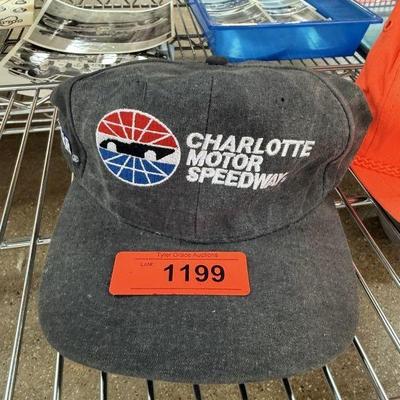 CHARLOTTE
MOTOR
SPEEDWAY
Tyler Grace Auctions
Lot#:
1199